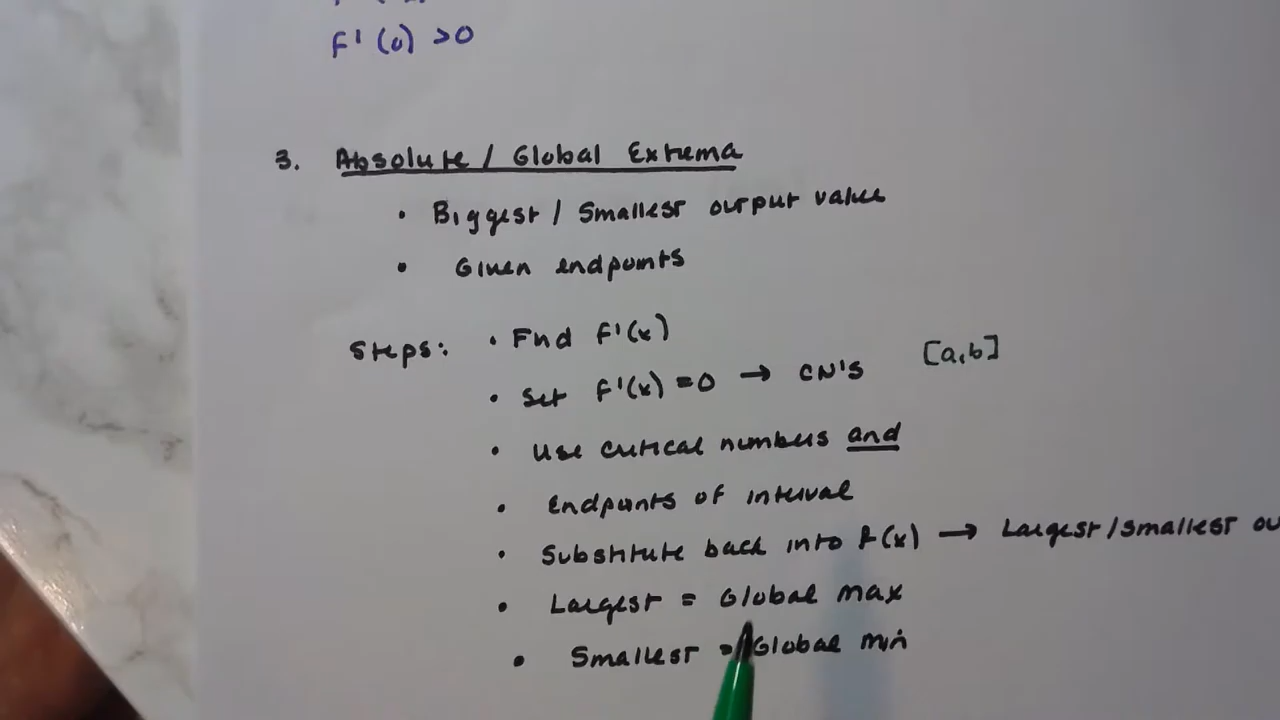 F'(0) >0
3. Absolute / Global Extrema
• Biggest / Smallest output value
• Given endpoints
Steps: • Find F'(x)
• Set F'(x) = 0 → CN'S [a,b]
• Use critical numbers and
• Endpoints of interval
• Substitute back into f(x) → Largest/smallest
• Largest = Global max
• Smallest = Global min